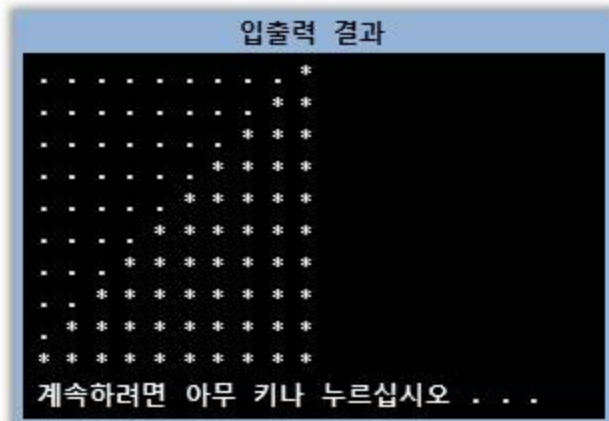 입출력 결과
. . . . . . . . . *
. . . . . . . . * *
. . . . . . . * * *
. . . . . . * * * *
. . . . . * * * * *
. . . . * * * * * *
. . . * * * * * * *
. . * * * * * * * *
. * * * * * * * * *
* * * * * * * * * *
계속하려면 아무 키나 누르십시오 . . .